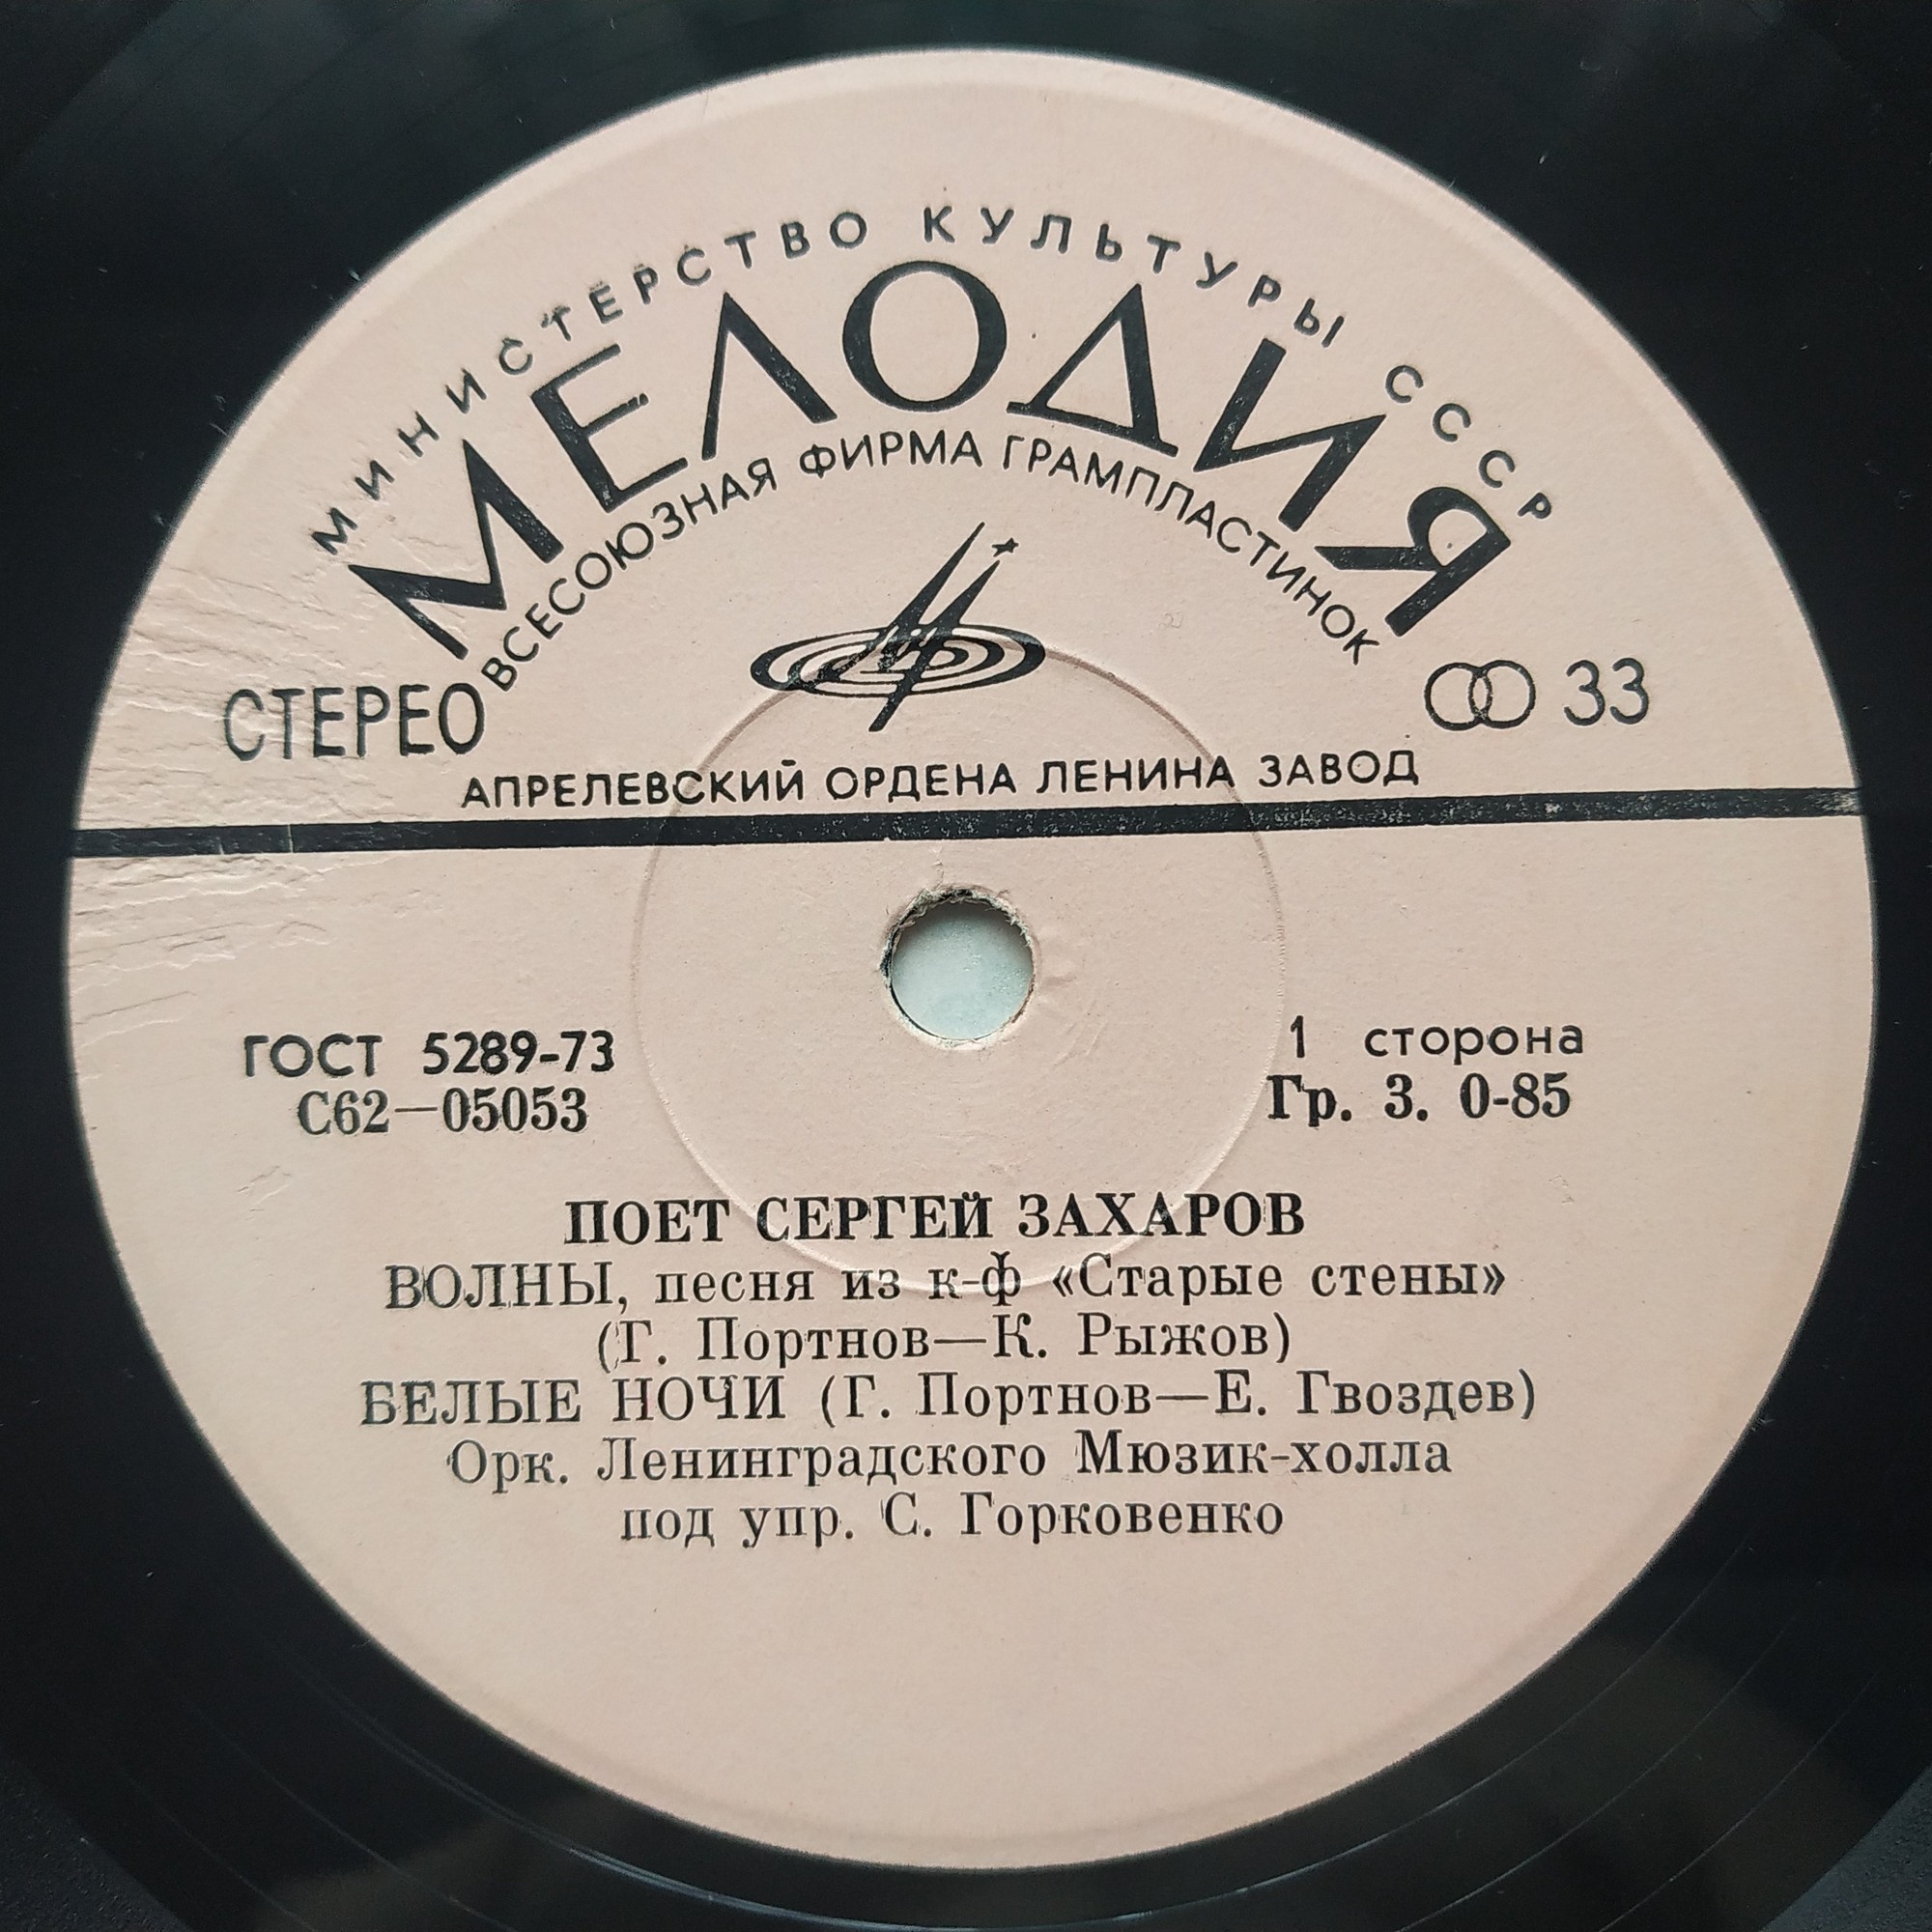 МИНИСТЕРСТВО КУЛЬТУРЫ СССР
МЕЛОДИЯ
ВСЕСОЮЗНАЯ ФИРМА ГРАМПЛАСТИНОК
СТЕРЕО
33
АПРЕЛЕВСКИЙ ОРДЕНА ЛЕНИНА ЗАВОД
ГОСТ 5289-73
С62—05053
1 сторона
Гр. 3. 0-85
ПОЕТ СЕРГЕЙ ЗАХАРОВ
ВОЛНЫ, песня из к-ф «Старые стены»
(Г. Портнов—К. Рыжов)
БЕЛЫЕ НОЧИ (Г. Портнов—Е. Гвоздев)
Орк. Ленинградского Мюзик-холла
под упр. С. Горковенко